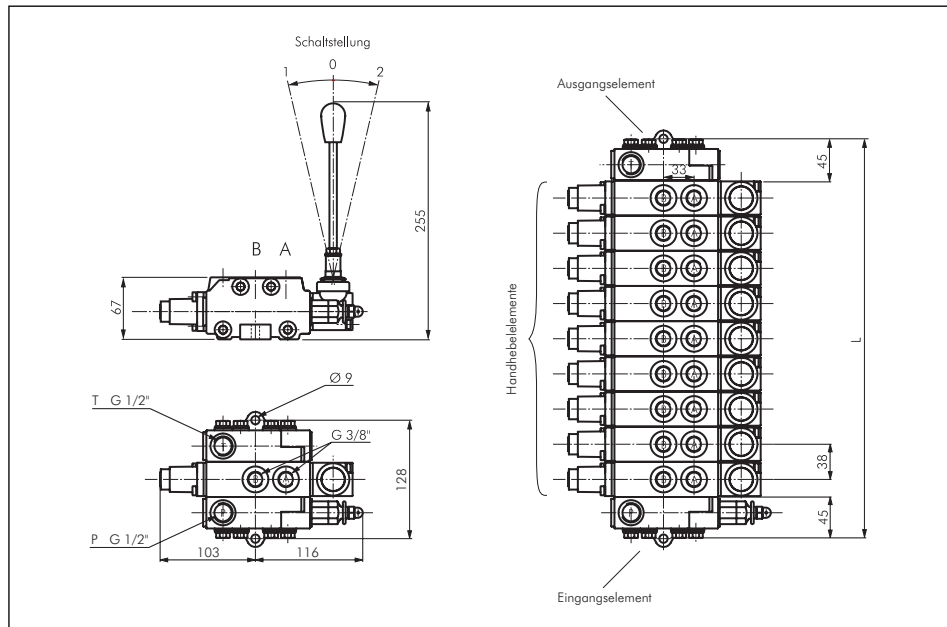 Schaltstellung
1 0 2
255
B A
67
Ø 9
T G 1/2"
G 3/8"
128
P G 1/2"
103 116
Ausgangselement
45
33
Handhebelelemente
L
38
45
Eingangselement